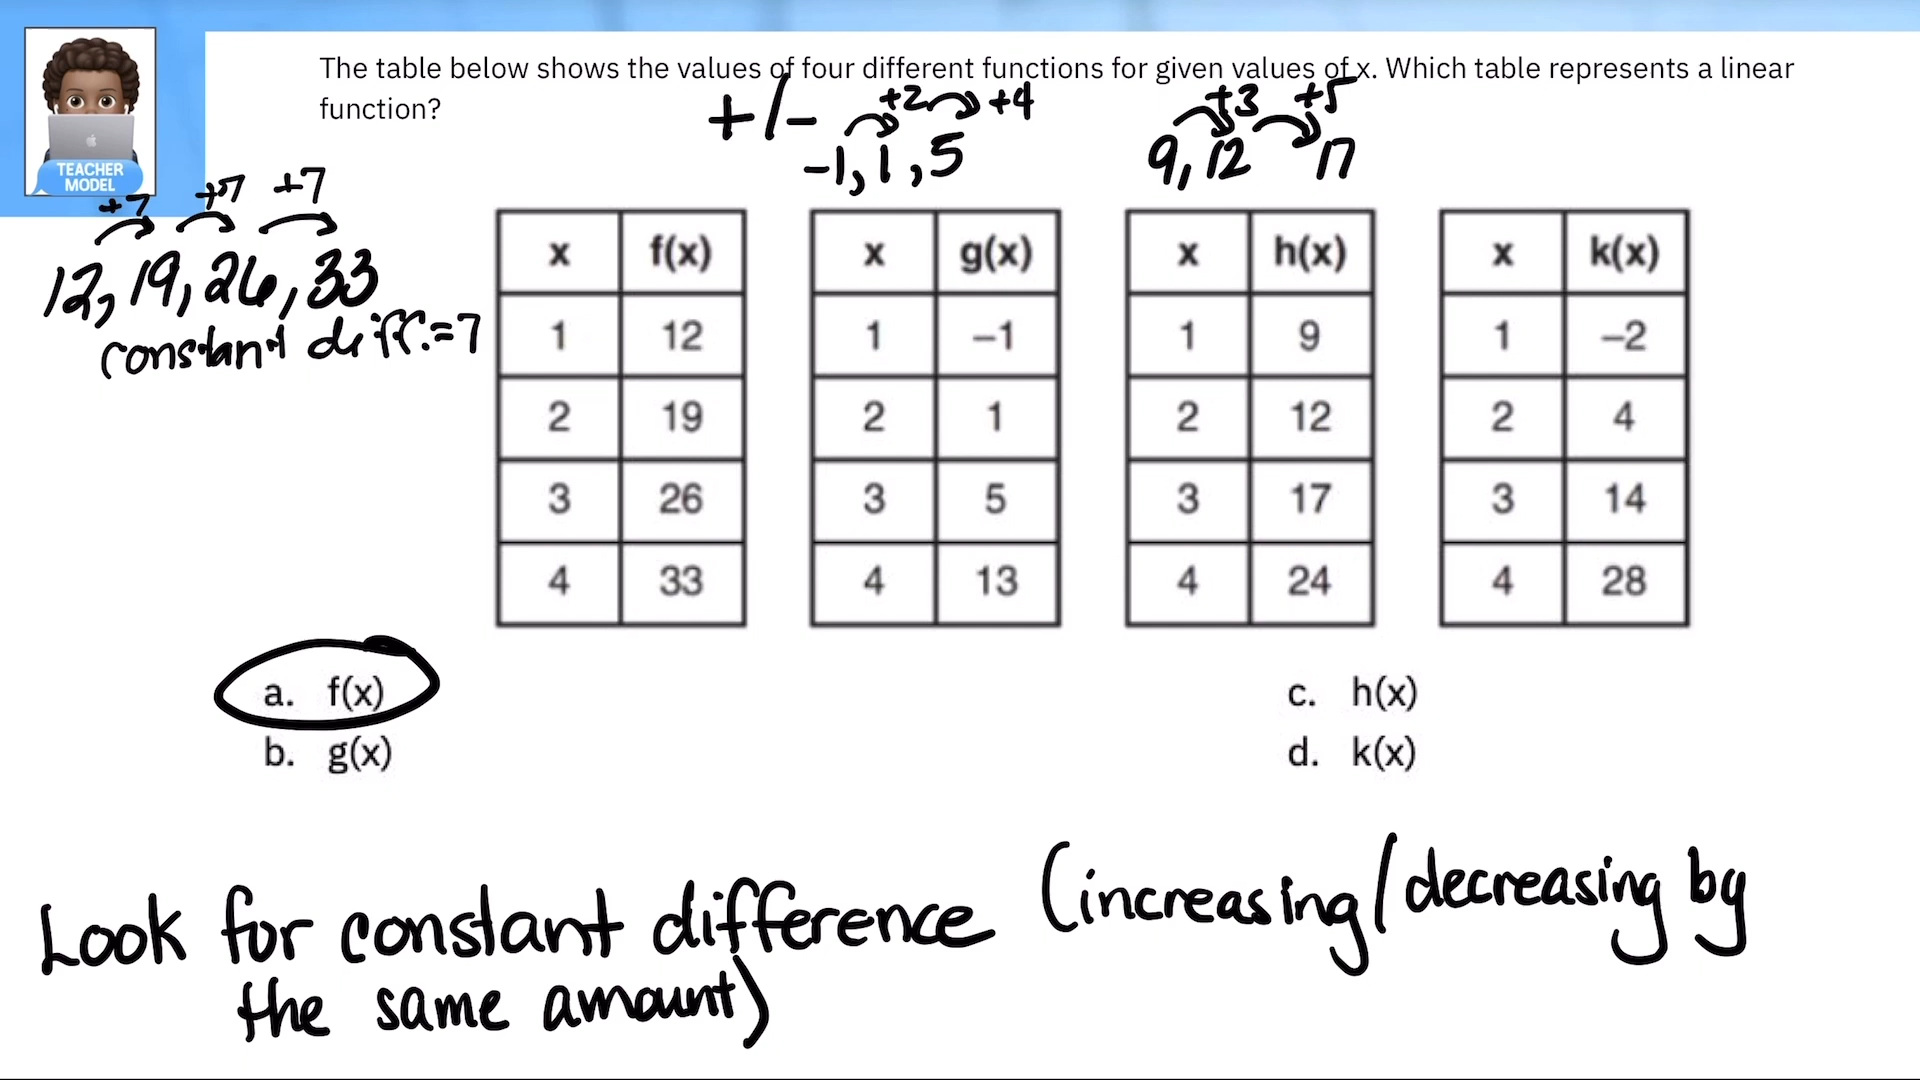 The table below shows the values of four different functions for given values of x. Which table represents a linear
function?
TEACHER
MODEL
+/-
+2 +4
-1, 1, 5
+3 +5
9, 12 17
+7 +7 +7
12, 19, 26, 33
constant diff.=7
x f(x)
1 12
2 19
3 26
4 33
x g(x)
1 –1
2 1
3 5
4 13
x h(x)
1 9
2 12
3 17
4 24
x k(x)
1 –2
2 4
3 14
4 28
a. f(x)
b. g(x)
c. h(x)
d. k(x)
Look for constant difference (increasing/decreasing by
the same amount)